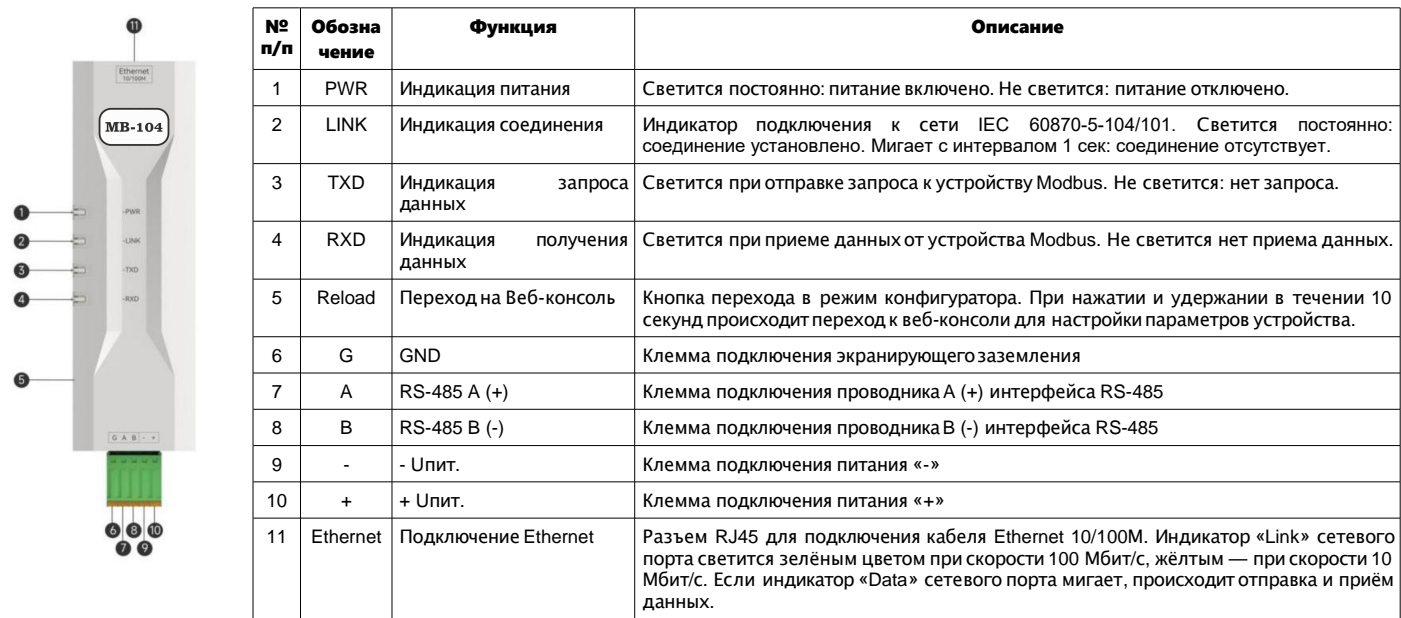 11
Ethernet
10/100M
MB-104
1
-PWR
2
-LINK
3
-TXD
4
-RXD
5
G A B - +
6 8 10
7 9
№ п/п Обозна чение Функция Описание
1 PWR Индикация питания Светится постоянно: питание включено. Не светится: питание отключено.
2 LINK Индикация соединения Индикатор подключения к сети IEC 60870-5-104/101. Светится постоянно:
соединение установлено. Мигает с интервалом 1 сек: соединение отсутствует.
3 TXD Индикация запроса Светится при отправке запроса к устройству Modbus. Не светится: нет запроса.
данных
4 RXD Индикация получения Светится при приеме данных от устройства Modbus. Не светится нет приема данных.
данных
5 Reload Переход на Веб-консоль Кнопка перехода в режим конфигуратора. При нажатии и удержании в течении 10
секунд происходит переход к веб-консоли для настройки параметров устройства.
6 G GND Клемма подключения экранирующего заземления
7 A RS-485 A (+) Клемма подключения проводника A (+) интерфейса RS-485
8 B RS-485 B (-) Клемма подключения проводника B (-) интерфейса RS-485
9 - - Uпит. Клемма подключения питания «-»
10 + + Uпит. Клемма подключения питания «+»
11 Ethernet Подключение Ethernet Разъем RJ45 для подключения кабеля Ethernet 10/100M. Индикатор «Link» сетевого
порта светится зелёным цветом при скорости 100 Мбит/с, жёлтым — при скорости 10
Мбит/с. Если индикатор «Data» сетевого порта мигает, происходит отправка и приём
данных.